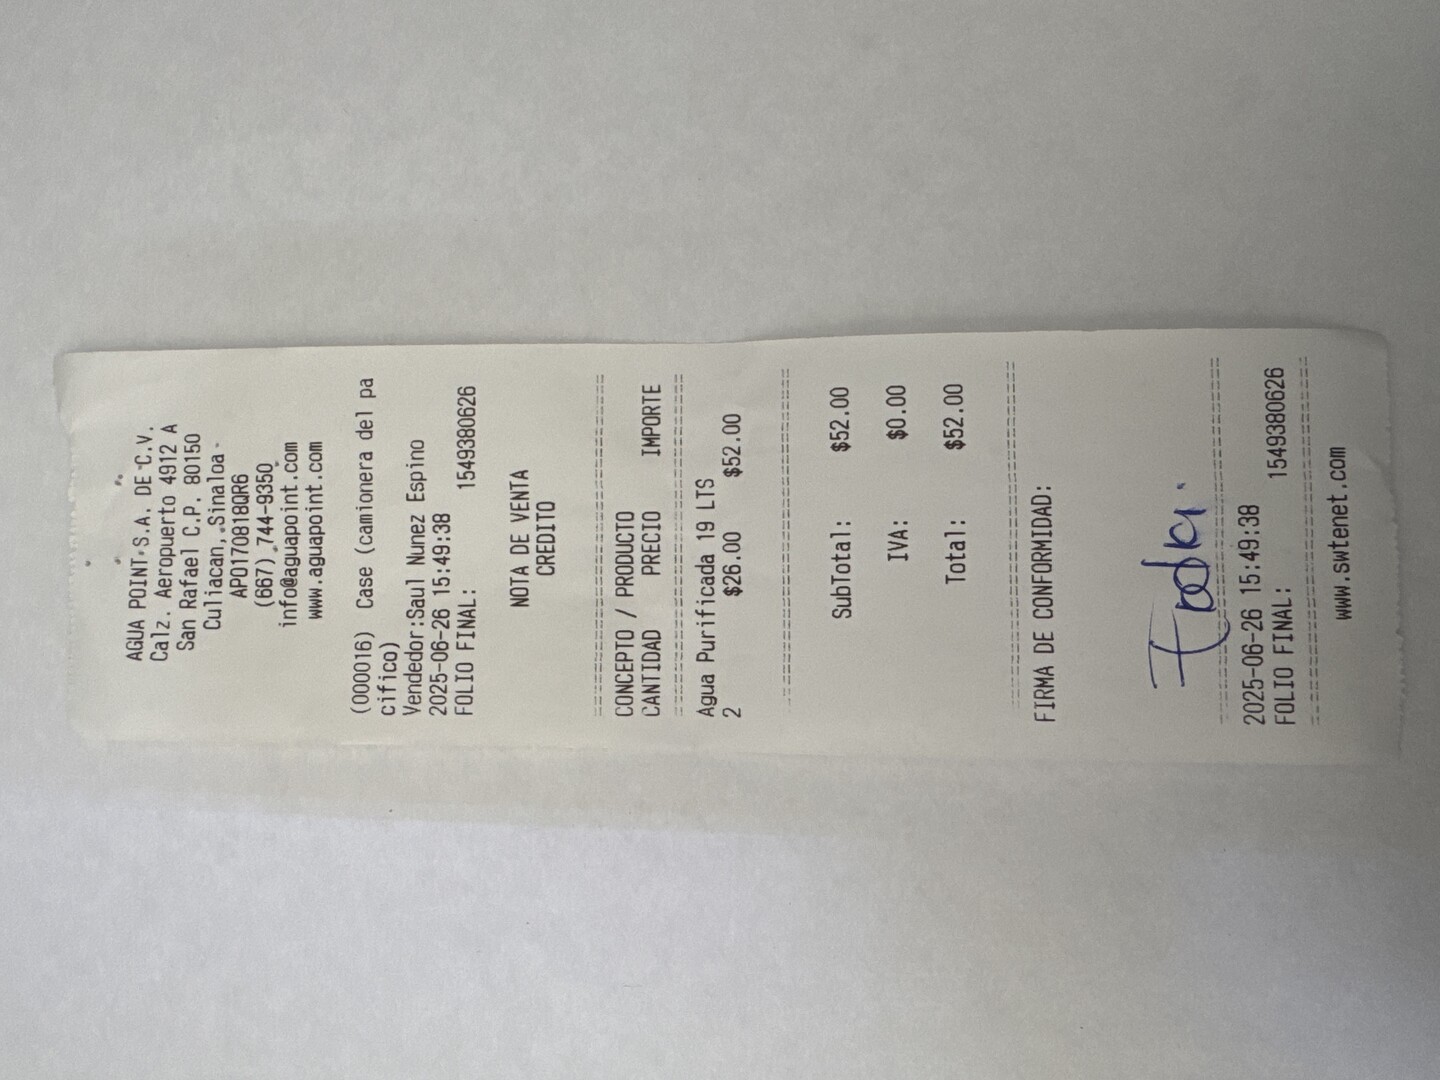 AGUA POINT S.A. DE C.V.
Calz. Aeropuerto 4912 A
San Rafael C.P. 80150
Culiacan, Sinaloa
APO170818QR6
(667) 744-9350
info@aguapoint.com
www.aguapoint.com
(000016) Case (camionera del pa
cifico)
Vendedor:Saul Nunez Espino
2025-06-26 15:49:38
FOLIO FINAL: 1549380626
NOTA DE VENTA
CREDITO
CONCEPTO / PRODUCTO
CANTIDAD PRECIO IMPORTE
Agua Purificada 19 LTS
2 $26.00 $52.00
SubTotal: $52.00
IVA: $0.00
Total: $52.00
FIRMA DE CONFORMIDAD:
2025-06-26 15:49:38
FOLIO FINAL: 1549380626
www.swtenet.com